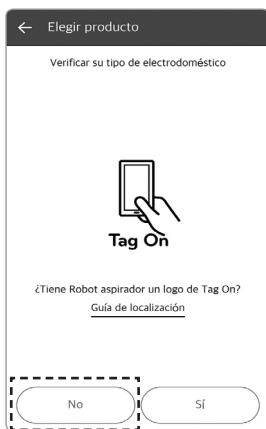 ← Elegir producto
Verificar su tipo de electrodoméstico
Tag On
¿Tiene Robot aspirador un logo de Tag On?
Guía de localización
No
Sí